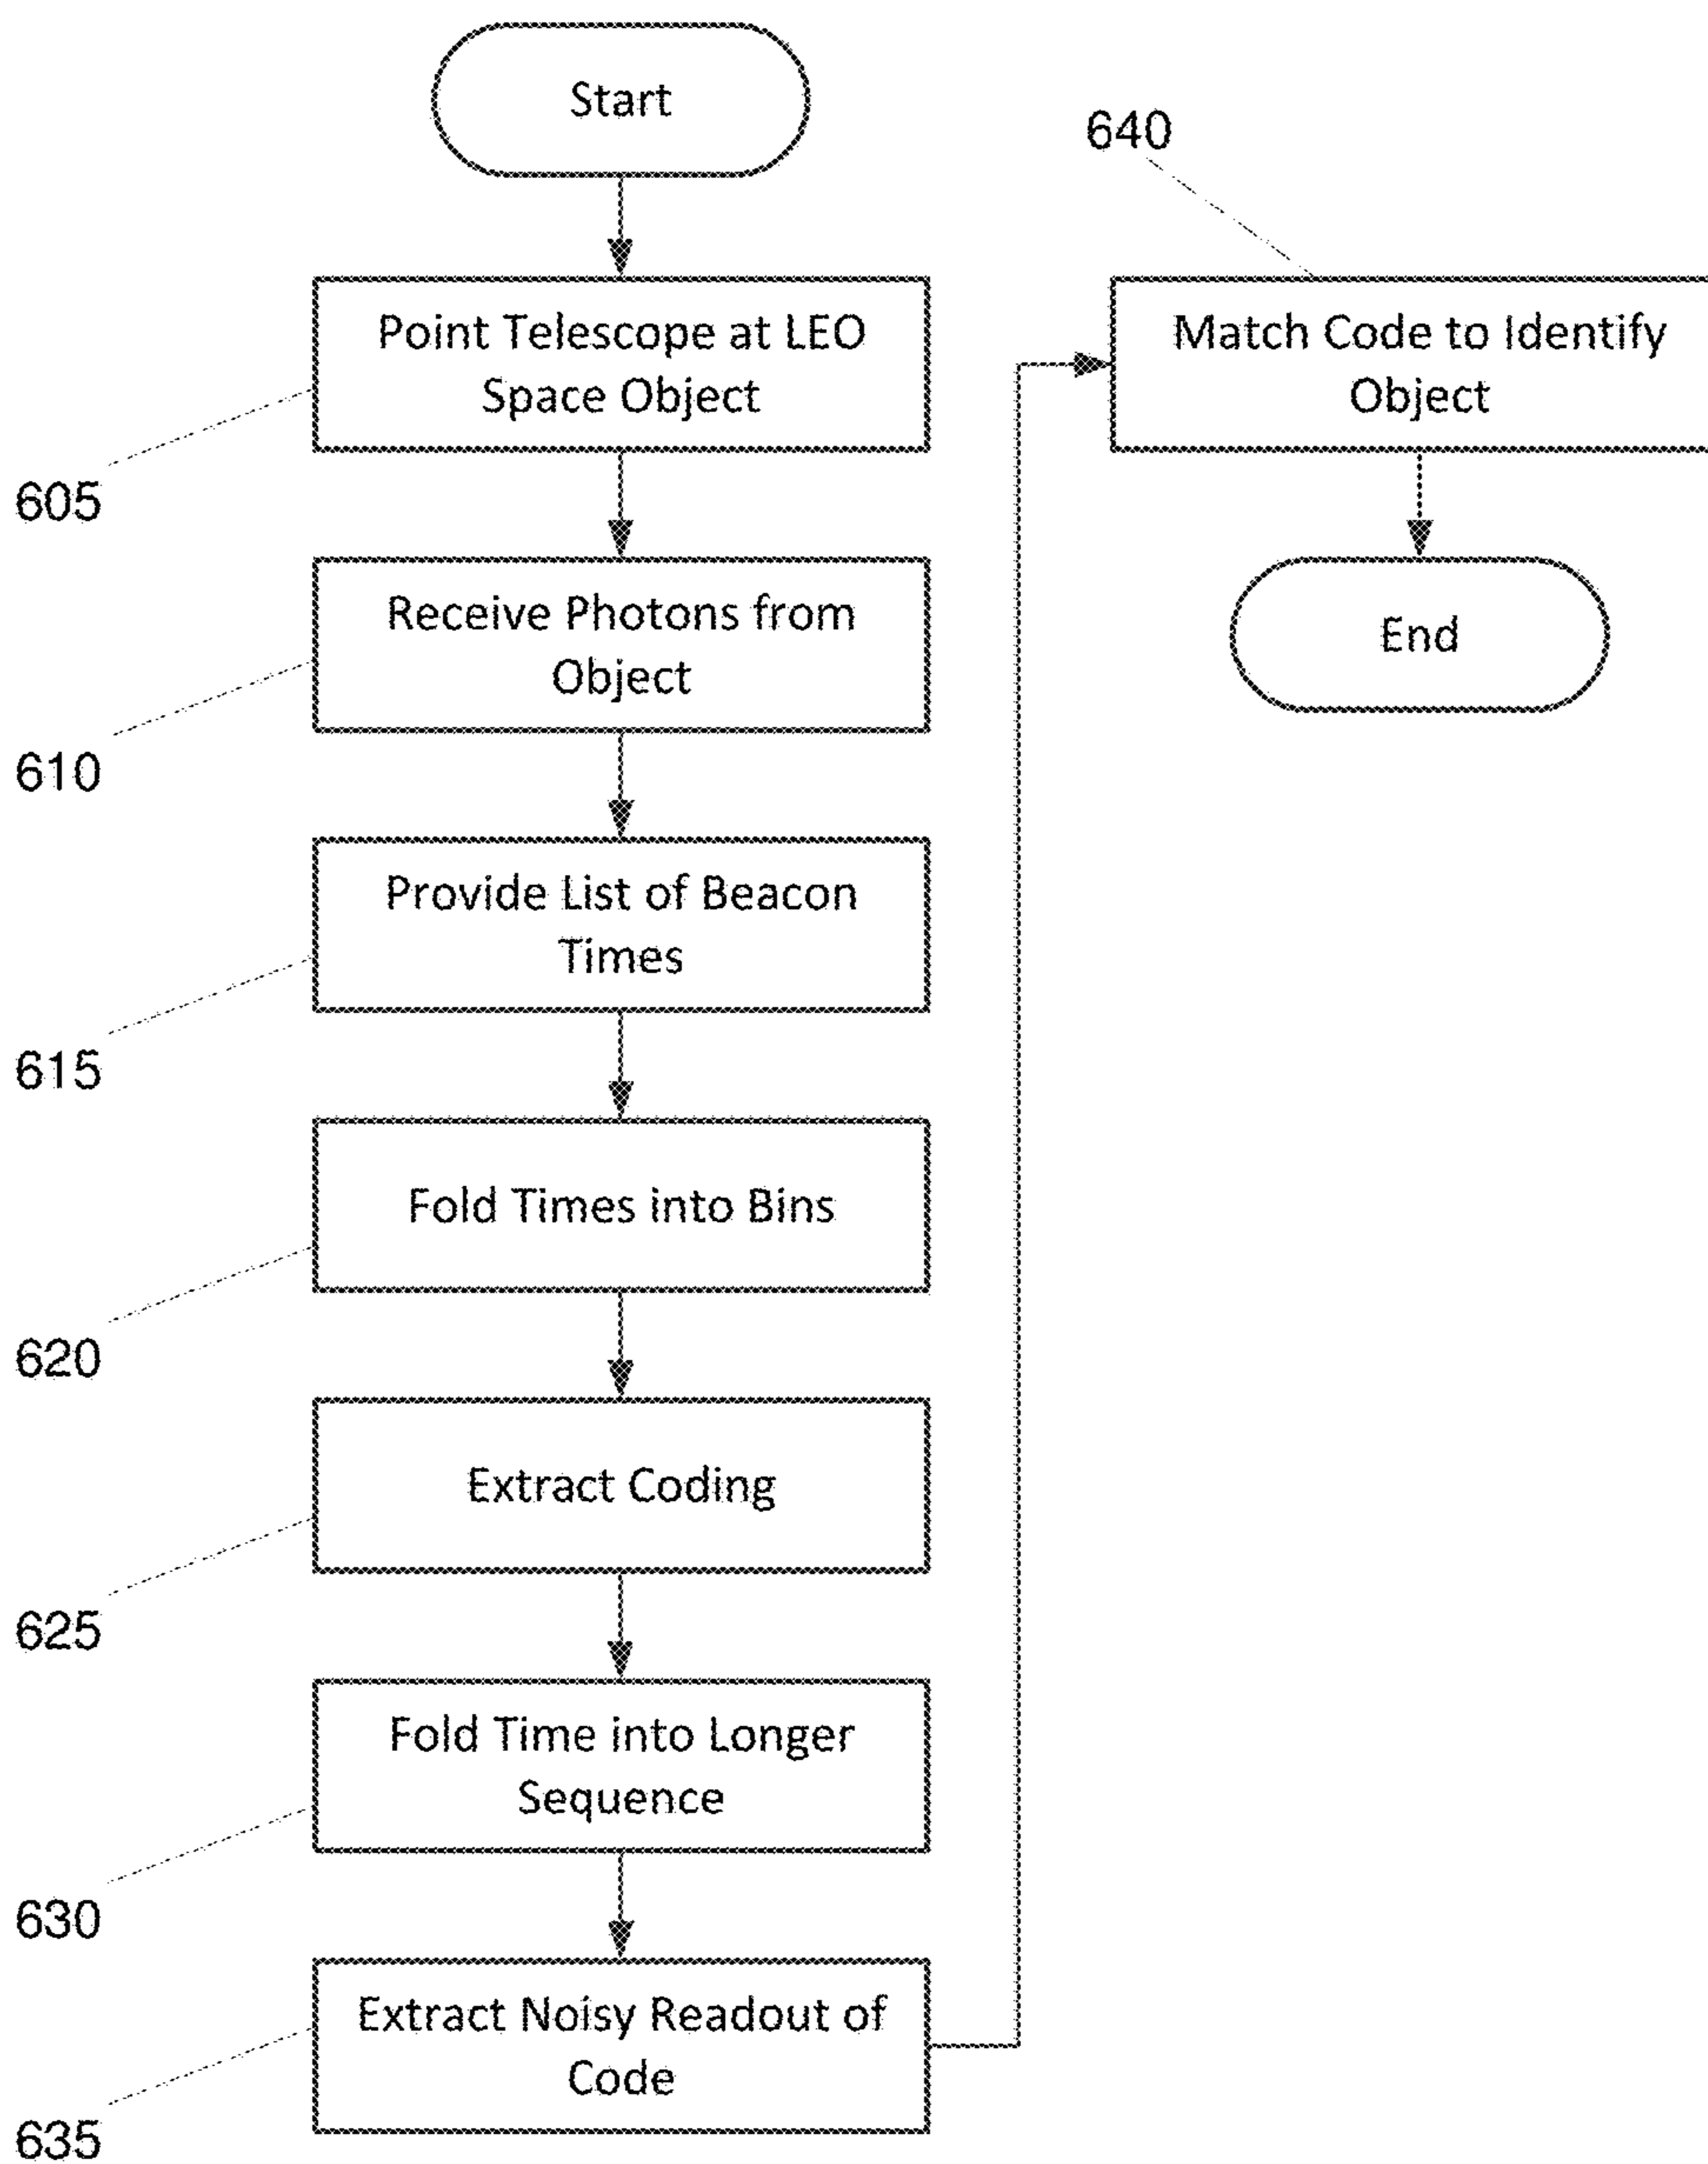 Start
Point Telescope at LEO
Space Object
605
Receive Photons from
Object
610
Provide List of Beacon
Times
615
Fold Times into Bins
620
Extract Coding
625
Fold Time into Longer
Sequence
630
Extract Noisy Readout of
Code
635
640
Match Code to Identify
Object
End